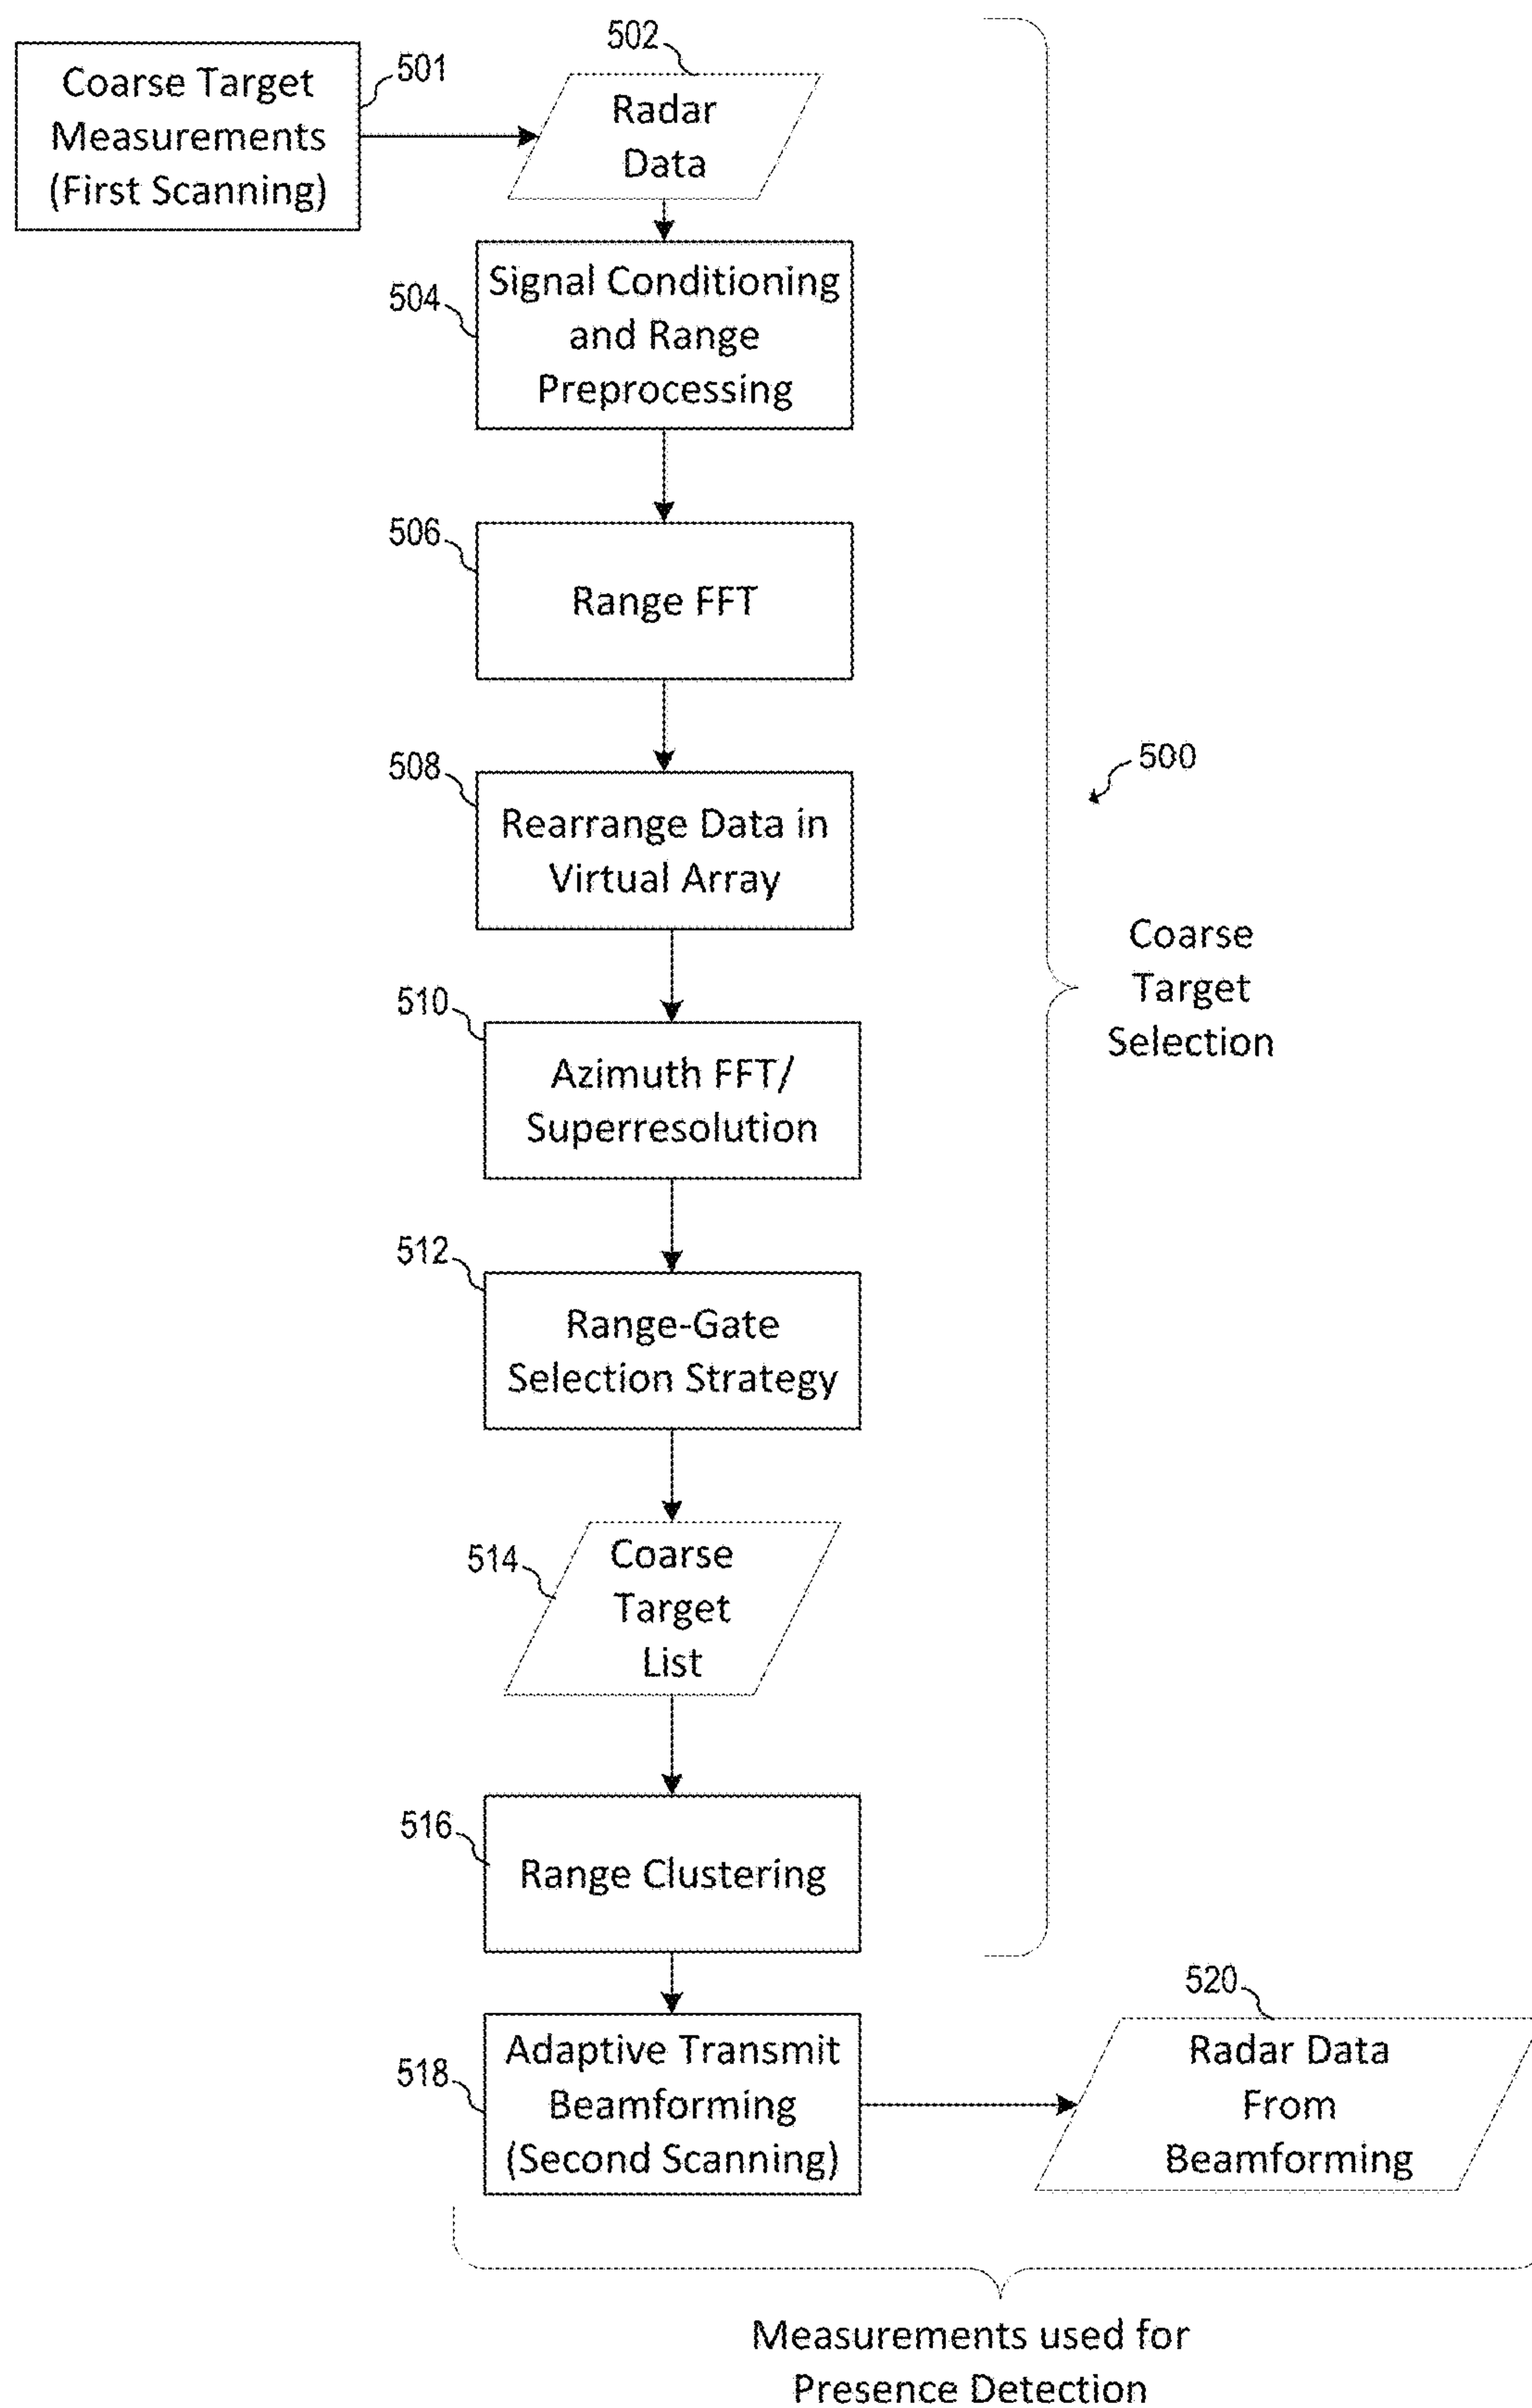 502
501
Coarse Target
Measurements
(First Scanning)
Radar
Data
504
Signal Conditioning
and Range
Preprocessing
506
Range FFT
500
508
Rearrange Data in
Virtual Array
Coarse
Target
Selection
510
Azimuth FFT/
Superresolution
512
Range-Gate
Selection Strategy
514
Coarse
Target
List
516
Range Clustering
520
518
Adaptive Transmit
Beamforming
(Second Scanning)
Radar Data
From
Beamforming
Measurements used for
Presence Detection